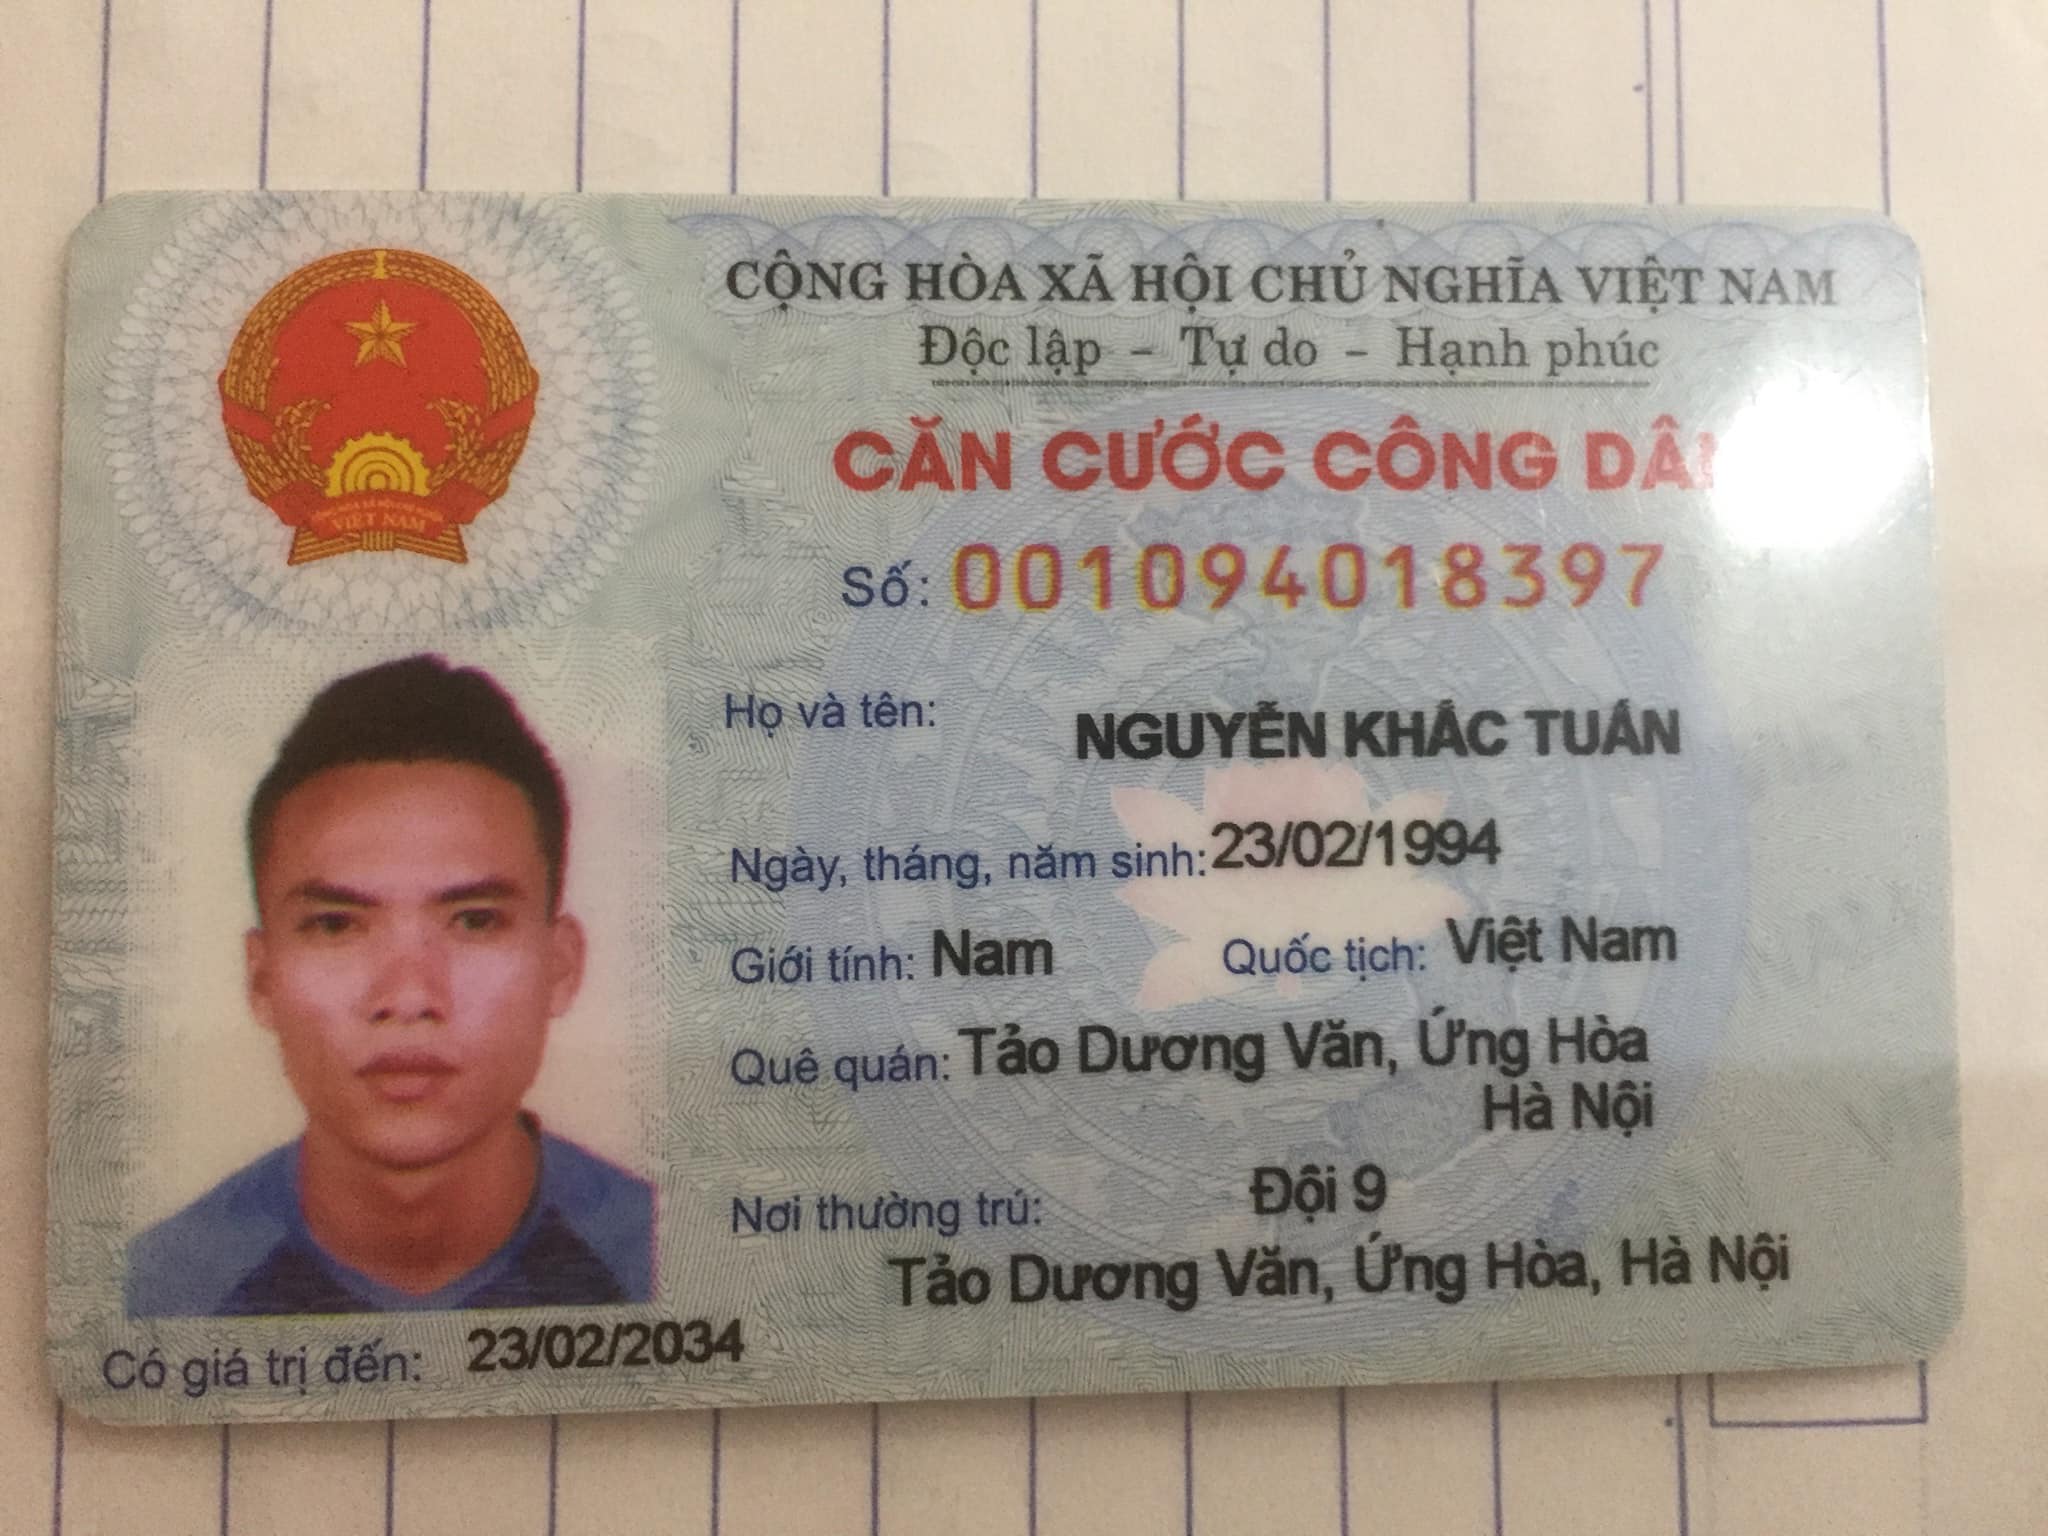 CỘNG HÒA XÃ HỘI CHỦ NGHĨA VIỆT NAM
Độc lập - Tự do - Hạnh phúc
CĂN CƯỚC CÔNG
Số: 001094018397
Họ và tên: NGUYỄN KHẮC TUẤN
Ngày, tháng, năm sinh: 23/02/1994
Giới tính: Nam Quốc tịch: Việt Nam
Quê quán: Tảo Dương Văn, Ứng Hòa
Hà Nội
Nơi thường trú: Đội 9
Tảo Dương Văn, Ứng Hòa, Hà Nội
Có giá trị đến: 23/02/2034
VIỆT NAM